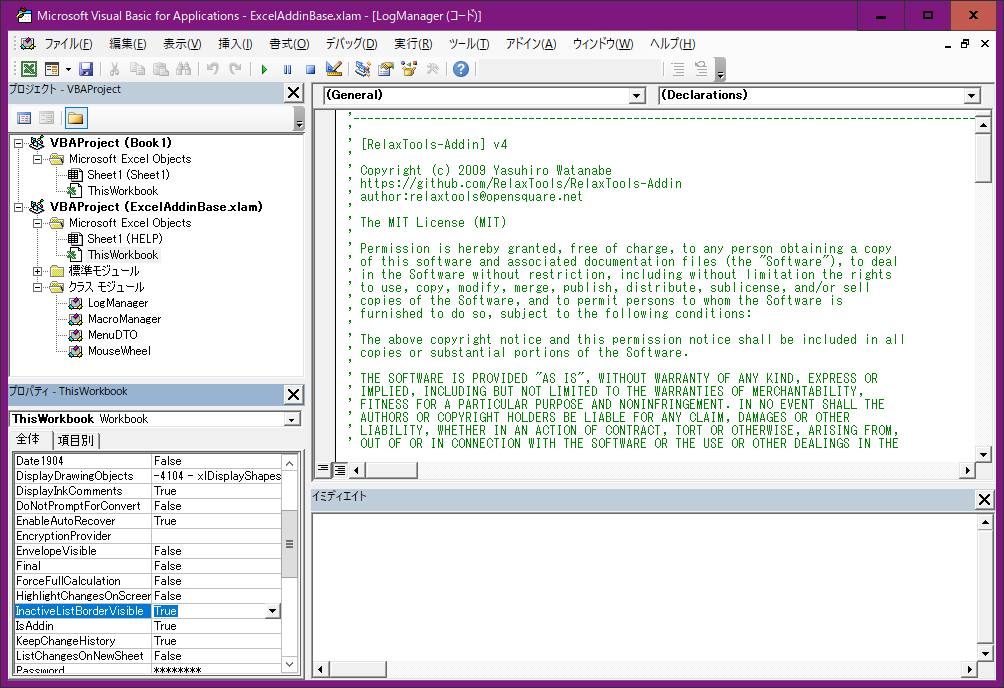 Microsoft Visual Basic for Applications - ExcelAddinBase.xlam - [LogManager (コード)]
ファイル(F) 編集(E) 表示(V) 挿入(I) 書式(O) デバッグ(D) 実行(R) ツール(T) アドイン(A) ウィンドウ(W) ヘルプ(H)
プロジェクト - VBAProject
VBAProject (Book1)
Microsoft Excel Objects
Sheet1 (Sheet1)
ThisWorkbook
VBAProject (ExcelAddinBase.xlam)
Microsoft Excel Objects
Sheet1 (HELP)
ThisWorkbook
標準モジュール
クラス モジュール
LogManager
MacroManager
MenuDTO
MouseWheel
プロパティ - ThisWorkbook
ThisWorkbook Workbook
全体 項目別
Date1904 False
DisplayDrawingObjects -4104 - xlDisplayShapes
DisplayInkComments True
DoNotPromptForConvert False
EnableAutoRecover True
EncryptionProvider
EnvelopeVisible False
Final False
ForceFullCalculation False
HighlightChangesOnScreen False
InactiveListBorderVisible True
IsAddin True
KeepChangeHistory True
ListChangesOnNewSheet False
Password ********
(General) (Declarations)
'-----------------------------------------------------------------------------------
'
' [RelaxTools-Addin] v4
'
' Copyright (c) 2009 Yasuhiro Watanabe
' https://github.com/RelaxTools/RelaxTools-Addin
' author:relaxtools@opensquare.net
'
' The MIT License (MIT)
'
' Permission is hereby granted, free of charge, to any person obtaining a copy
' of this software and associated documentation files (the "Software"), to deal
' in the Software without restriction, including without limitation the rights
' to use, copy, modify, merge, publish, distribute, sublicense, and/or sell
' copies of the Software, and to permit persons to whom the Software is
' furnished to do so, subject to the following conditions:
'
' The above copyright notice and this permission notice shall be included in all
' copies or substantial portions of the Software.
'
' THE SOFTWARE IS PROVIDED "AS IS", WITHOUT WARRANTY OF ANY KIND, EXPRESS OR
' IMPLIED, INCLUDING BUT NOT LIMITED TO THE WARRANTIES OF MERCHANTABILITY,
' FITNESS FOR A PARTICULAR PURPOSE AND NONINFRINGEMENT. IN NO EVENT SHALL THE
' AUTHORS OR COPYRIGHT HOLDERS BE LIABLE FOR ANY CLAIM, DAMAGES OR OTHER
' LIABILITY, WHETHER IN AN ACTION OF CONTRACT, TORT OR OTHERWISE, ARISING FROM,
' OUT OF OR IN CONNECTION WITH THE SOFTWARE OR THE USE OR OTHER DEALINGS IN THE
イミディエイト